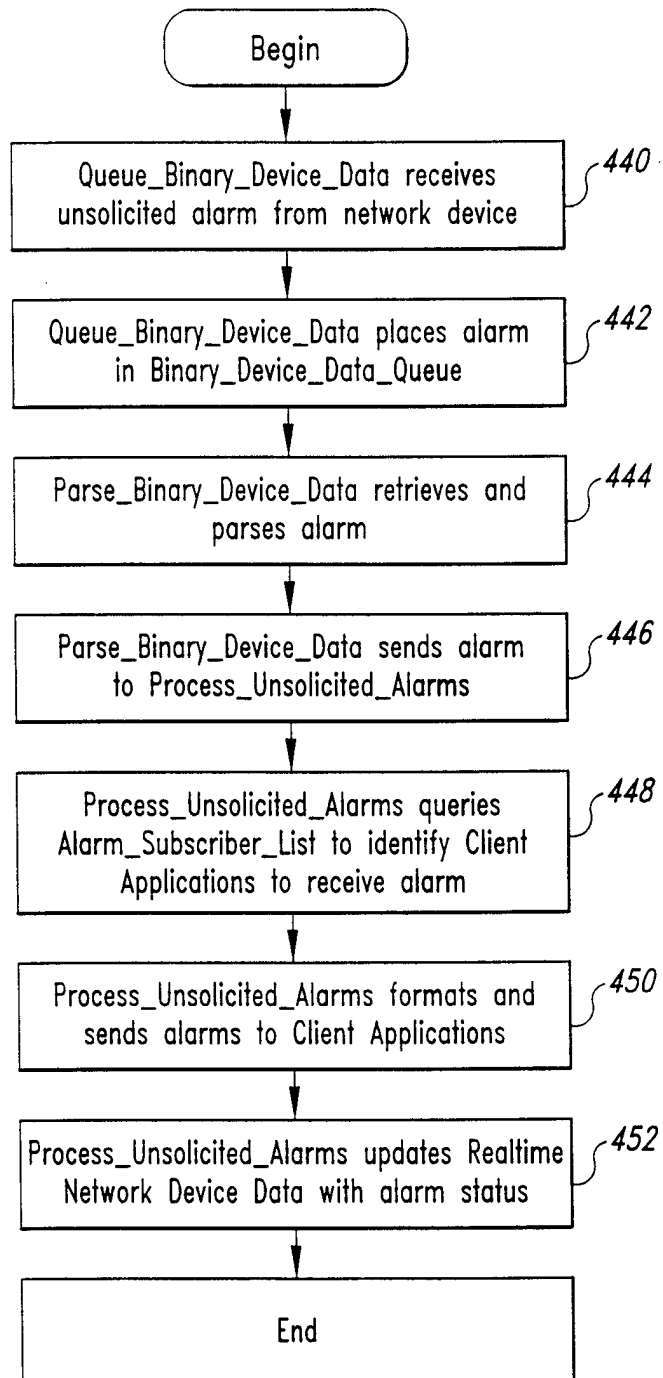 Begin
Queue_Binary_Device_Data receives
unsolicited alarm from network device
440
Queue_Binary_Device_Data places alarm
in Binary_Device_Data_Queue
442
Parse_Binary_Device_Data retrieves and
parses alarm
444
Parse_Binary_Device_Data sends alarm
to Process_Unsolicited_Alarms
446
Process_Unsolicited_Alarms queries
Alarm_Subscriber_List to identify Client
Applications to receive alarm
448
Process_Unsolicited_Alarms formats and
sends alarms to Client Applications
450
Process_Unsolicited_Alarms updates Realtime
Network Device Data with alarm status
452
End